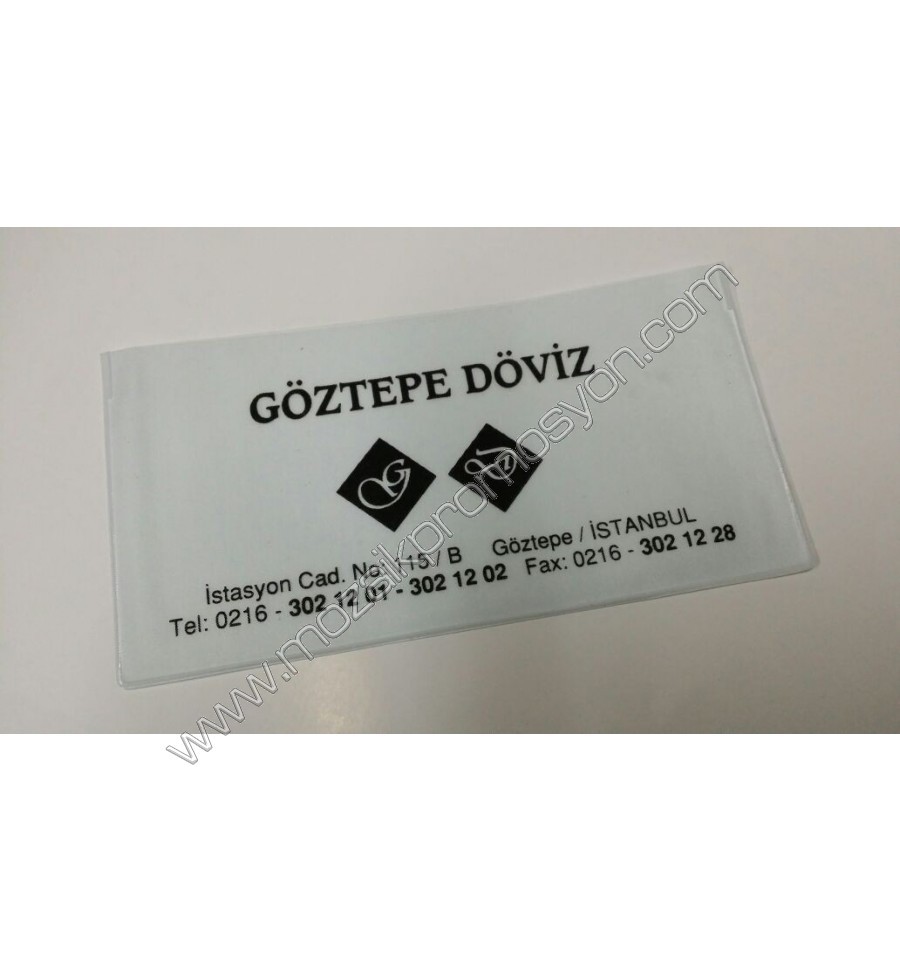 GÖZTEPE DÖVİZ
G DZ
İstasyon Cad. No: 115 / B Göztepe / İSTANBUL
Tel: 0216 - 302 12 01 - 302 12 02 Fax: 0216 - 302 12 28
www.mozaikpromosyon.com